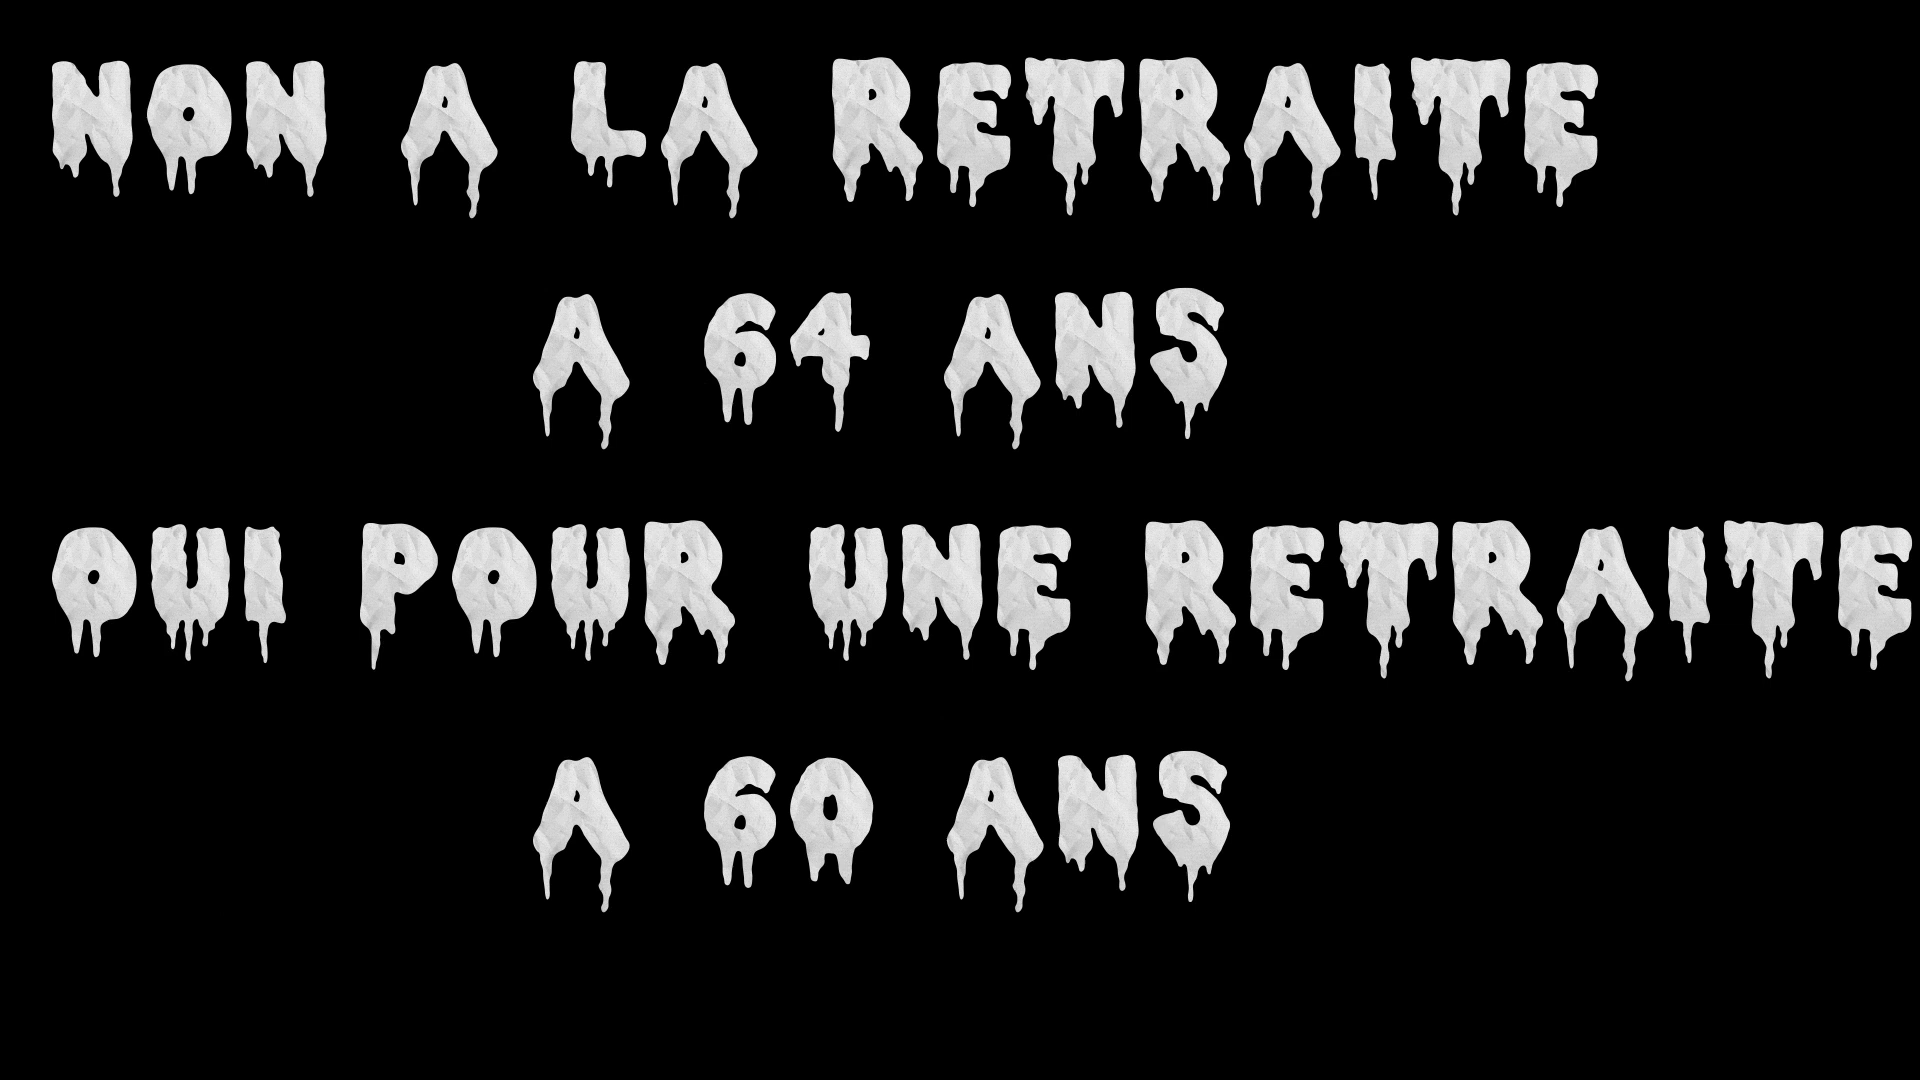 NON A LA RETRAITE
A 64 ANS
OUI POUR UNE RETRAITE
A 60 ANS